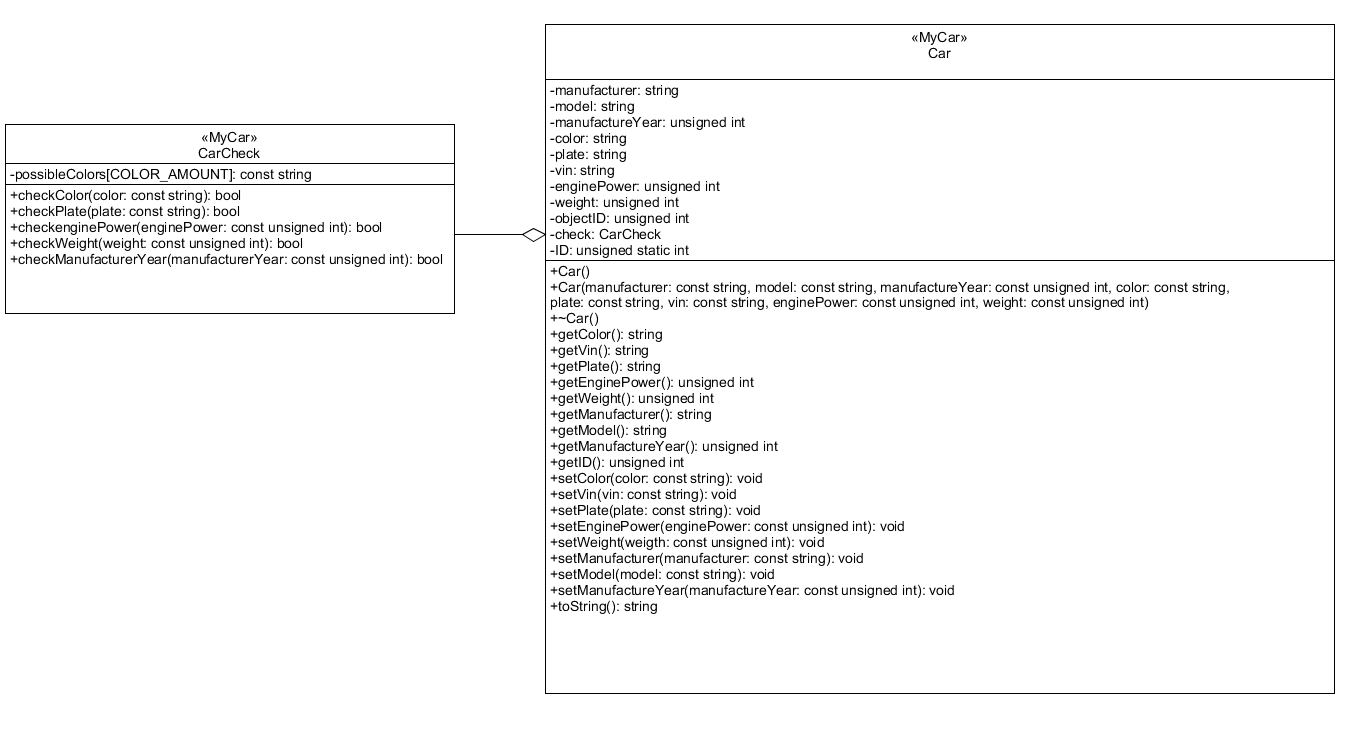 «MyCar»
CarCheck
-possibleColors[COLOR_AMOUNT]: const string
+checkColor(color: const string): bool
+checkPlate(plate: const string): bool
+checkenginePower(enginePower: const unsigned int): bool
+checkWeight(weight: const unsigned int): bool
+checkManufacturerYear(manufacturerYear: const unsigned int): bool
«MyCar»
Car
-manufacturer: string
-model: string
-manufactureYear: unsigned int
-color: string
-plate: string
-vin: string
-enginePower: unsigned int
-weight: unsigned int
-objectID: unsigned int
-check: CarCheck
-ID: unsigned static int
+Car()
+Car(manufacturer: const string, model: const string, manufactureYear: const unsigned int, color: const string,
plate: const string, vin: const string, enginePower: const unsigned int, weight: const unsigned int)
+~Car()
+getColor(): string
+getVin(): string
+getPlate(): string
+getEnginePower(): unsigned int
+getWeight(): unsigned int
+getManufacturer(): string
+getModel(): string
+getManufactureYear(): unsigned int
+getID(): unsigned int
+setColor(color: const string): void
+setVin(vin: const string): void
+setPlate(plate: const string): void
+setEnginePower(enginePower: const unsigned int): void
+setWeight(weigth: const unsigned int): void
+setManufacturer(manufacturer: const string): void
+setModel(model: const string): void
+setManufactureYear(manufactureYear: const unsigned int): void
+toString(): string